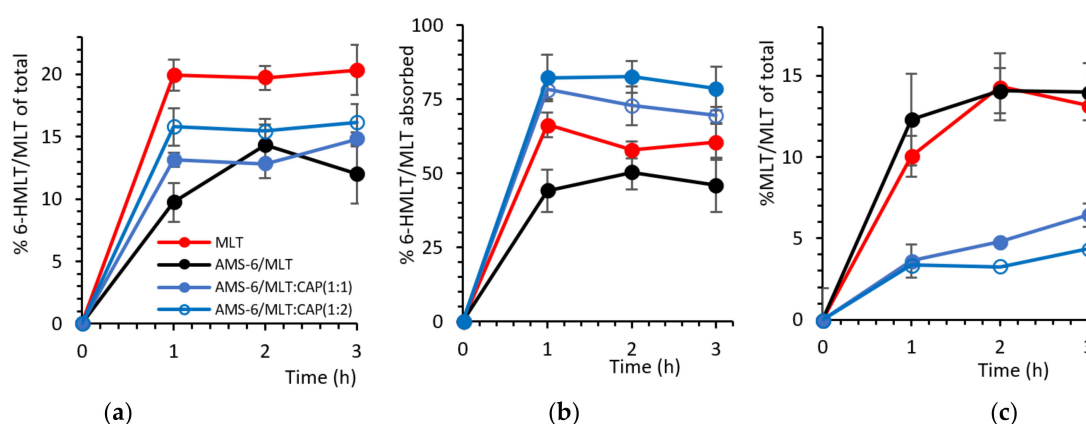 % 6-HMLT/MLT of total
20
15
10
5
0
0
1
2
3
Time (h)
MLT
AMS-6/MLT
AMS-6/MLT:CAP(1:1)
AMS-6/MLT:CAP(1:2)
(a)
% 6-HMLT/MLT absorbed
100
75
50
25
0
0
1
2
3
Time (h)
(b)
%MLT/MLT of total
15
10
5
0
0
1
2
3
Time (h)
(c)